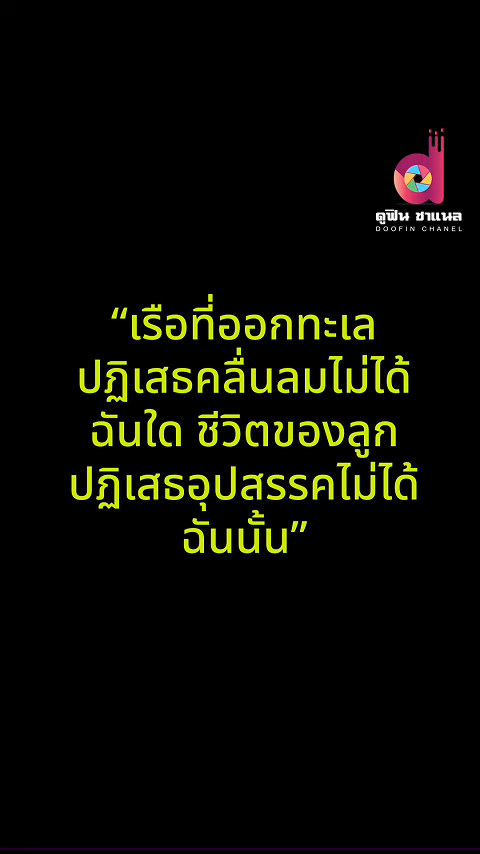 ดูฟิน ชาแนล
DOOFIN CHANEL
“เรือที่ออกทะเล
ปฏิเสธคลื่นลมไม่ได้
ฉันใด ชีวิตของลูก
ปฏิเสธอุปสรรคไม่ได้
ฉันนั้น”